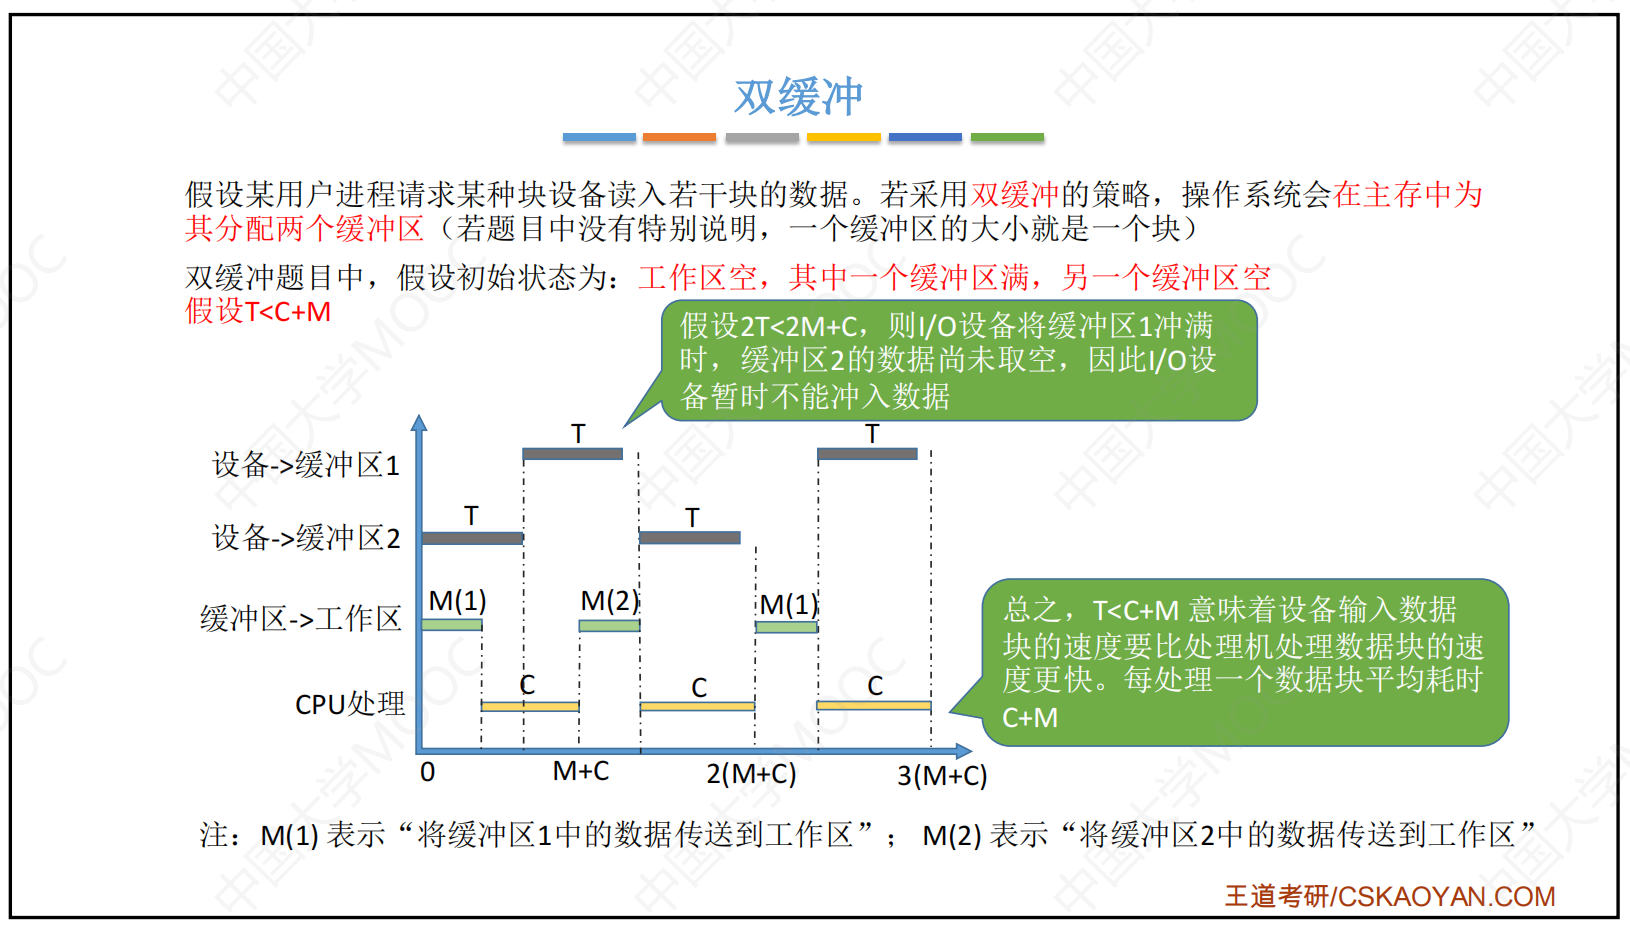 双缓冲
假设某用户进程请求某种块设备读入若干块的数据。若采用双缓冲的策略，操作系统会在主存中为
其分配两个缓冲区（若题目中没有特别说明，一个缓冲区的大小就是一个块）
双缓冲题目中，假设初始状态为：工作区空，其中一个缓冲区满，另一个缓冲区空
假设T<C+M
假设2T<2M+C，则I/O设备将缓冲区1冲满
时，缓冲区2的数据尚未取空，因此I/O设
备暂时不能冲入数据
T
T
设备->缓冲区1
T
T
设备->缓冲区2
M(1)
M(2)
M(1)
缓冲区->工作区
C
C
C
CPU处理
总之，T<C+M 意味着设备输入数据
块的速度要比处理机处理数据块的速
度更快。每处理一个数据块平均耗时
C+M
0
M+C
2(M+C)
3(M+C)
注：M(1) 表示“将缓冲区1中的数据传送到工作区”； M(2) 表示“将缓冲区2中的数据传送到工作区”
王道考研/CSKAOYAN.COM
中国大学MOOC